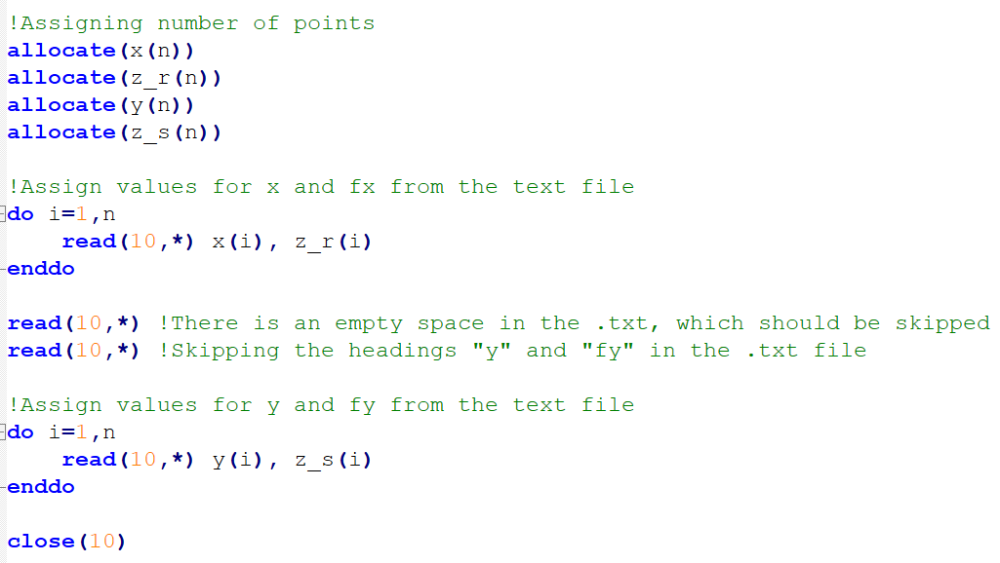 !Assigning number of points
allocate(x(n))
allocate(z_r(n))
allocate(y(n))
allocate(z_s(n))

!Assign values for x and fx from the text file
do i=1,n
    read(10,*) x(i), z_r(i)
enddo

read(10,*) !There is an empty space in the .txt, which should be skipped
read(10,*) !Skipping the headings "y" and "fy" in the .txt file

!Assign values for y and fy from the text file
do i=1,n
    read(10,*) y(i), z_s(i)
enddo

close(10)